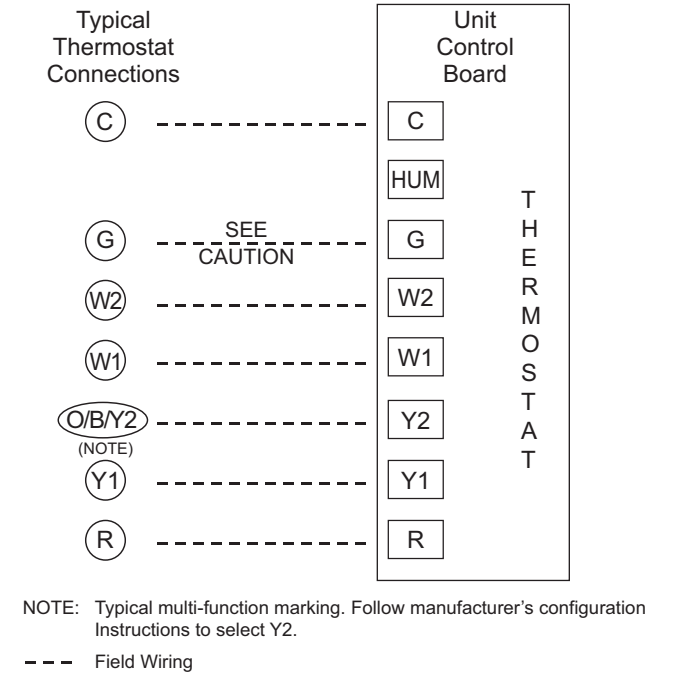 Typical
Thermostat
Connections
Unit
Control
Board
C
C
HUM
G
SEE
CAUTION
G
W2
W2
W1
W1
O/B/Y2
(NOTE)
Y2
Y1
Y1
R
R
THERMOSTAT
NOTE: Typical multi-function marking. Follow manufacturer's configuration
Instructions to select Y2.
Field Wiring